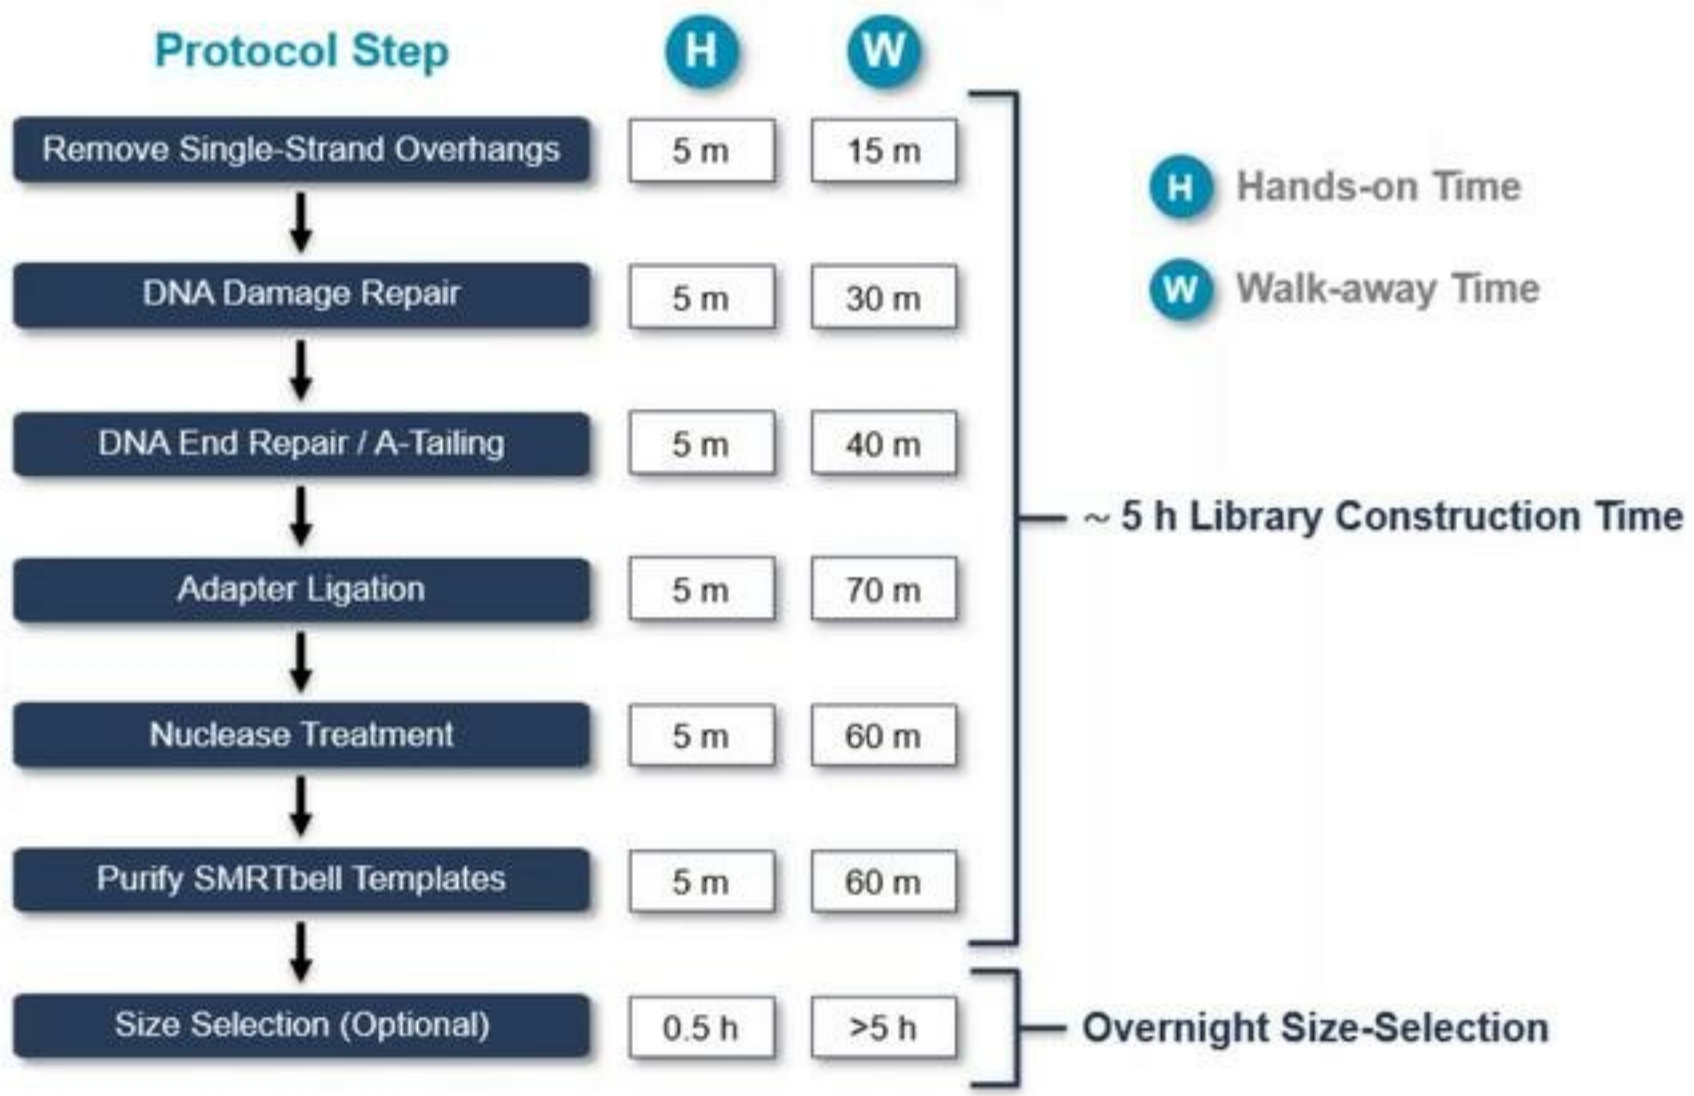 Protocol Step H W
Remove Single-Strand Overhangs 5 m 15 m
H Hands-on Time
DNA Damage Repair 5 m 30 m
W Walk-away Time
DNA End Repair / A-Tailing 5 m 40 m
~ 5 h Library Construction Time
Adapter Ligation 5 m 70 m
Nuclease Treatment 5 m 60 m
Purify SMRTbell Templates 5 m 60 m
Size Selection (Optional) 0.5 h >5 h
Overnight Size-Selection